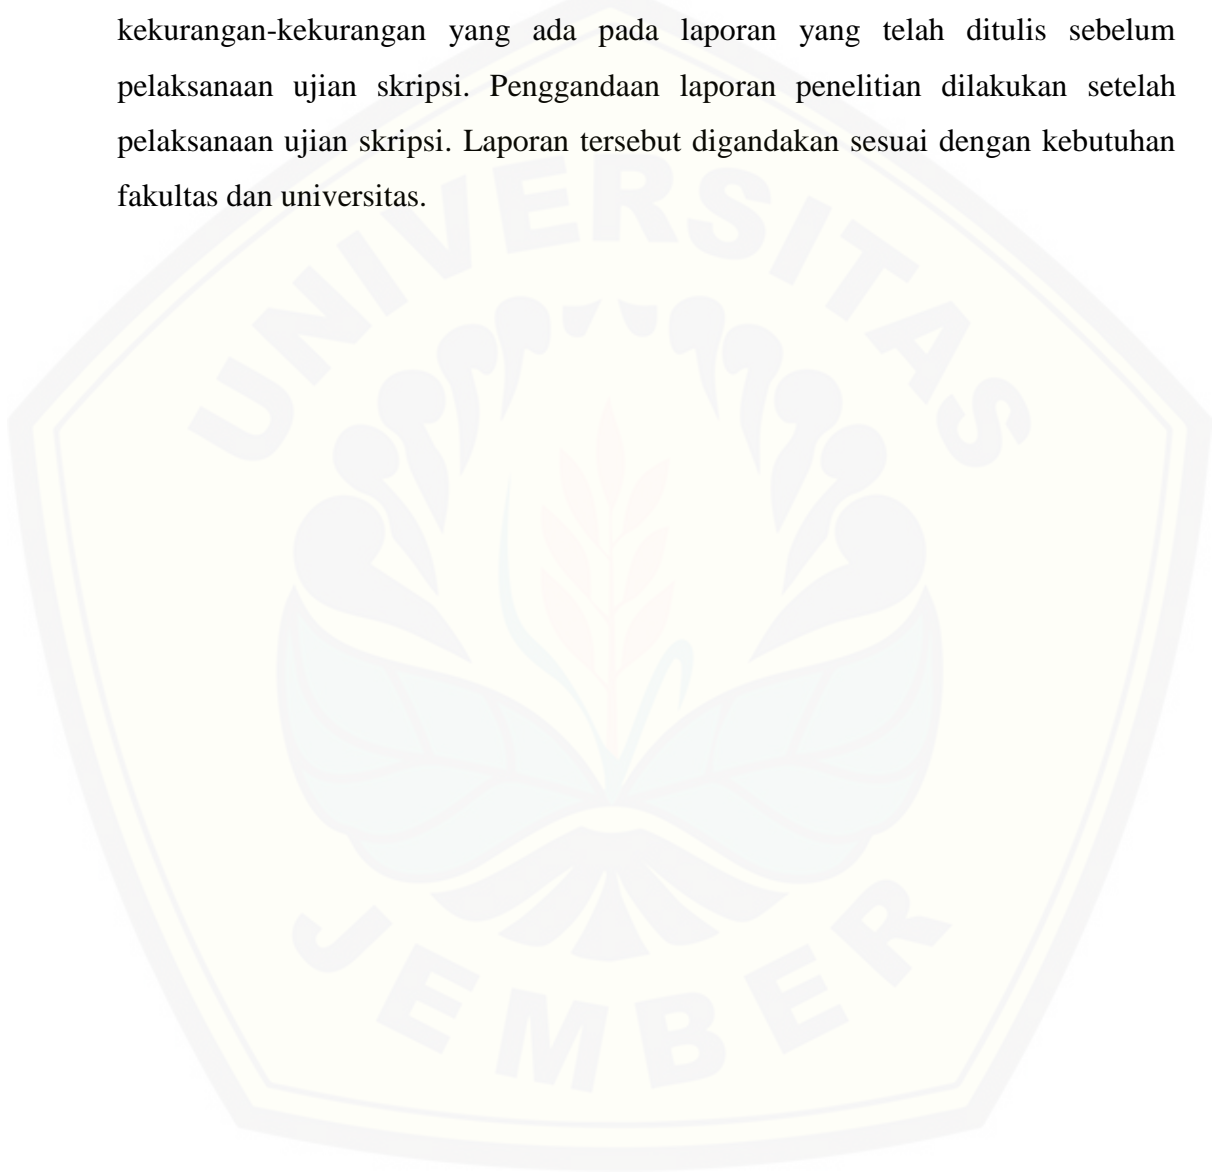 kekurangan-kekurangan yang ada pada laporan yang telah ditulis sebelum
pelaksanaan ujian skripsi. Penggandaan laporan penelitian dilakukan setelah
pelaksanaan ujian skripsi. Laporan tersebut digandakan sesuai dengan kebutuhan
fakultas dan universitas.
UNIVERSITAS
JEMBER